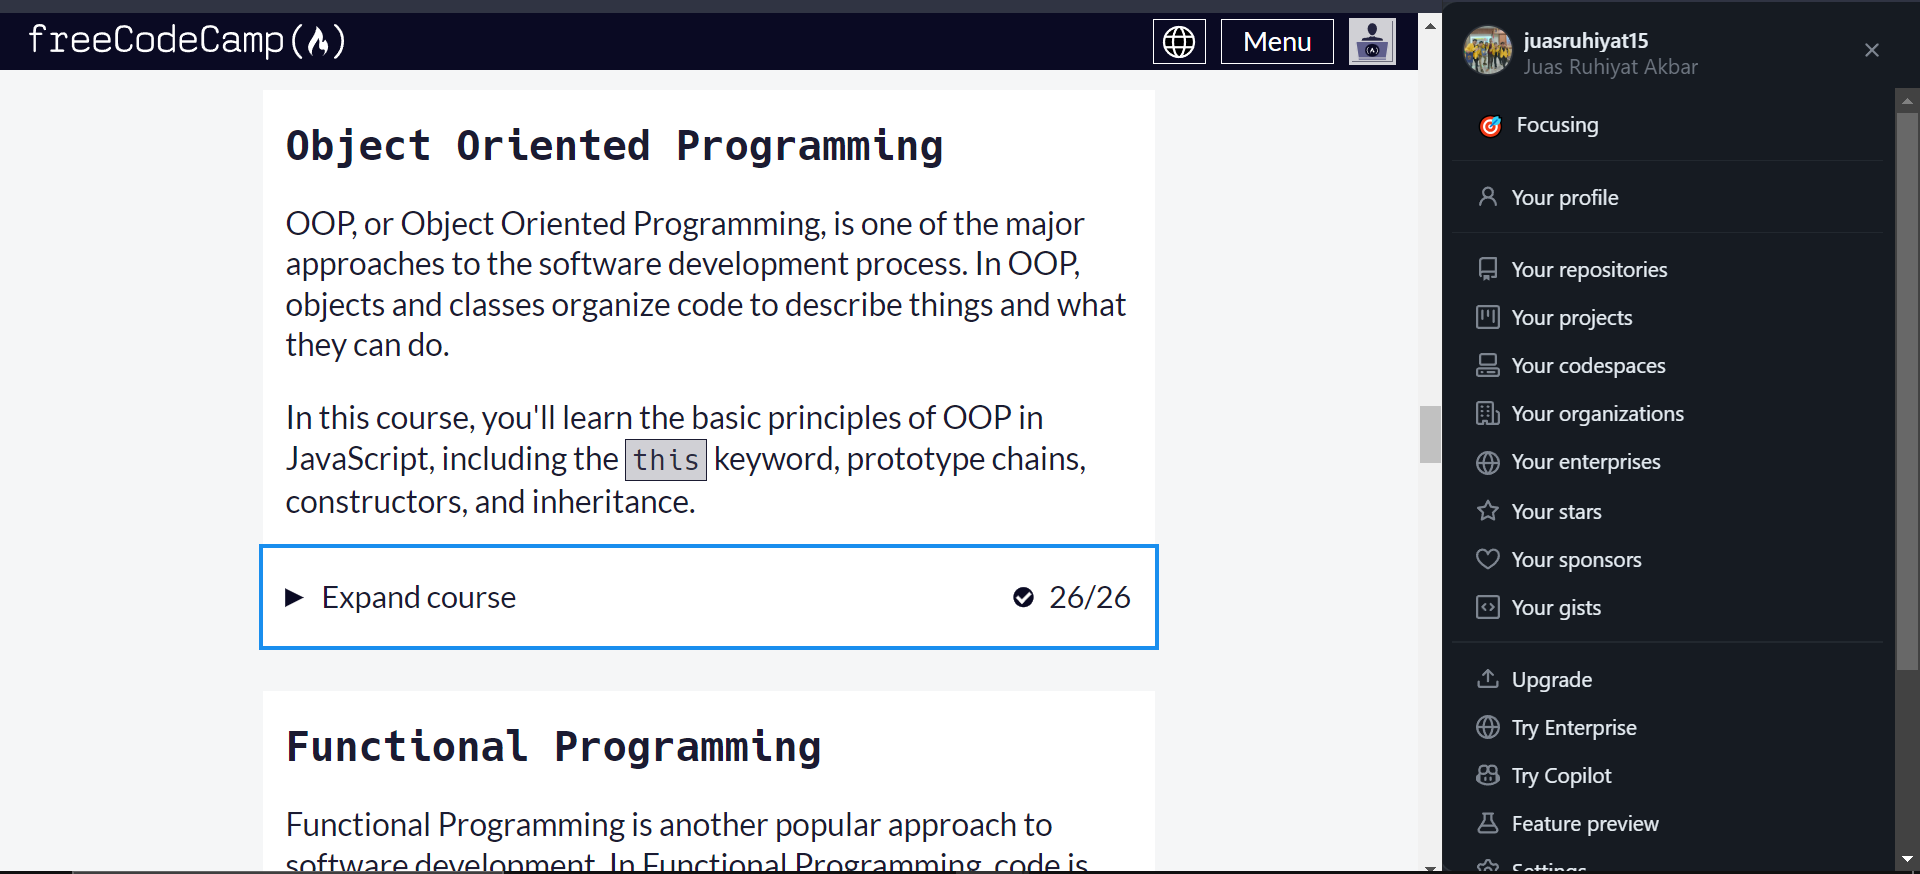 freeCodeCamp(🔥)
Menu
Object Oriented Programming
OOP, or Object Oriented Programming, is one of the major
approaches to the software development process. In OOP,
objects and classes organize code to describe things and what
they can do.
In this course, you'll learn the basic principles of OOP in
JavaScript, including the this keyword, prototype chains,
constructors, and inheritance.
Expand course
26/26
Functional Programming
Functional Programming is another popular approach to
software development. In Functional Programming, code is
juasruhiyat15
Juas Ruhiyat Akbar
Focusing
Your profile
Your repositories
Your projects
Your codespaces
Your organizations
Your enterprises
Your stars
Your sponsors
Your gists
Upgrade
Try Enterprise
Try Copilot
Feature preview
Settings